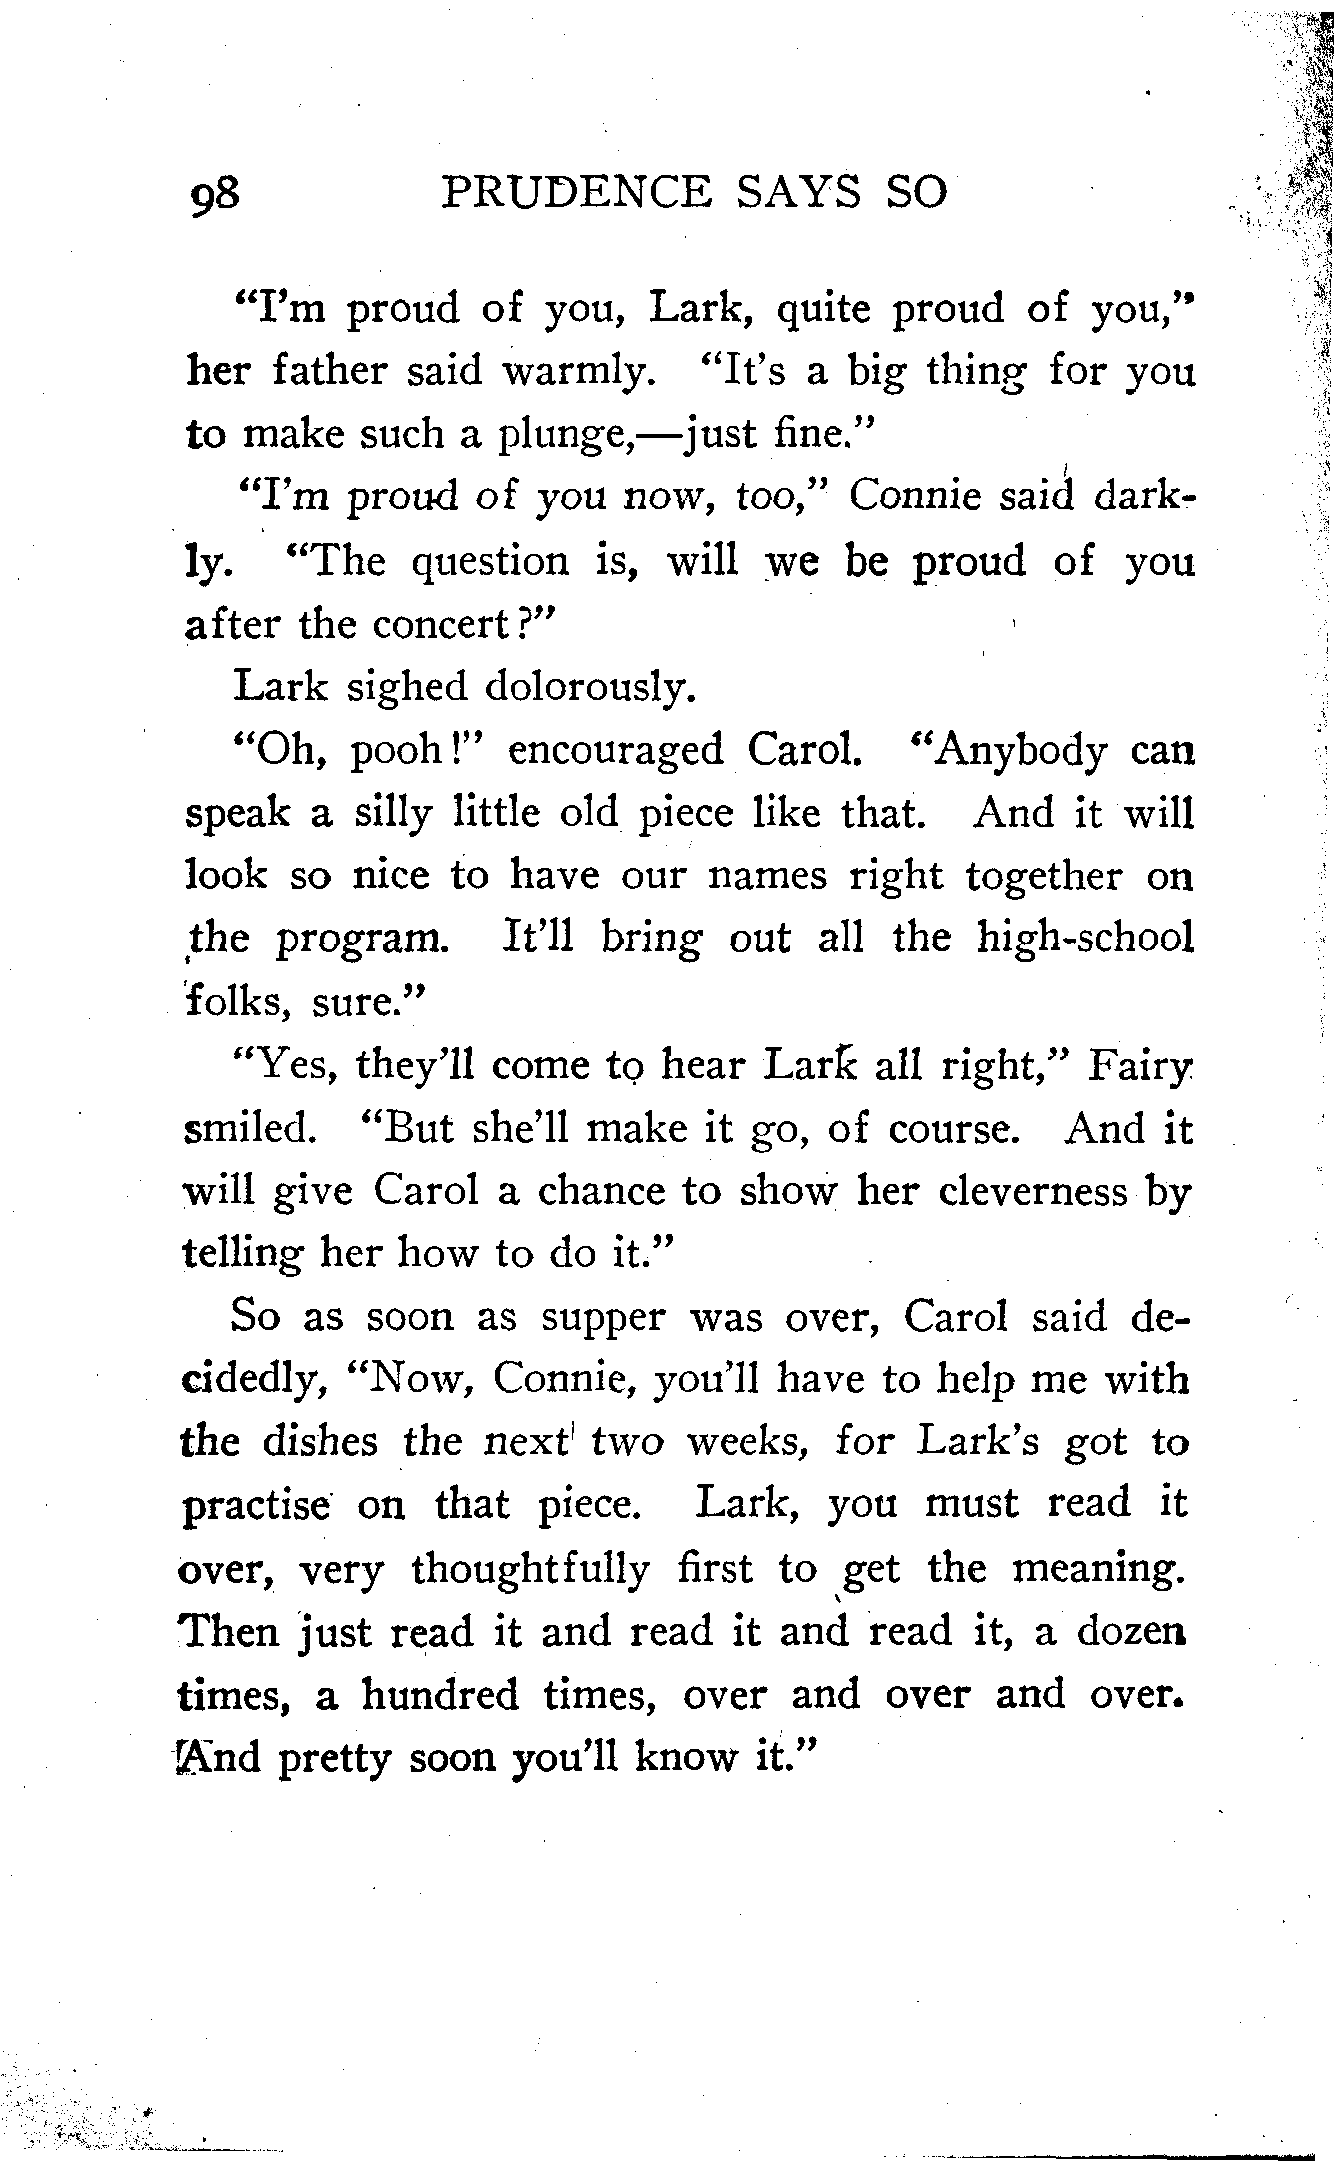 98 PRUDENCE SAYS SO
“I’m proud of you, Lark, quite proud of you,”
her father said warmly. “It’s a big thing for you
to make such a plunge,—just fine.”
“I’m proud of you now, too,” Connie said dark-
ly. “The question is, will we be proud of you
after the concert?”
Lark sighed dolorously.
“Oh, pooh!” encouraged Carol. “Anybody can
speak a silly little old piece like that. And it will
look so nice to have our names right together on
the program. It’ll bring out all the high-school
folks, sure.”
“Yes, they’ll come to hear Lark all right,” Fairy
smiled. “But she’ll make it go, of course. And it
will give Carol a chance to show her cleverness by
telling her how to do it.”
So as soon as supper was over, Carol said de-
cidedly, “Now, Connie, you’ll have to help me with
the dishes the next two weeks, for Lark’s got to
practise on that piece. Lark, you must read it
over, very thoughtfully first to get the meaning.
Then just read it and read it and read it, a dozen
times, a hundred times, over and over and over.
And pretty soon you’ll know it.”